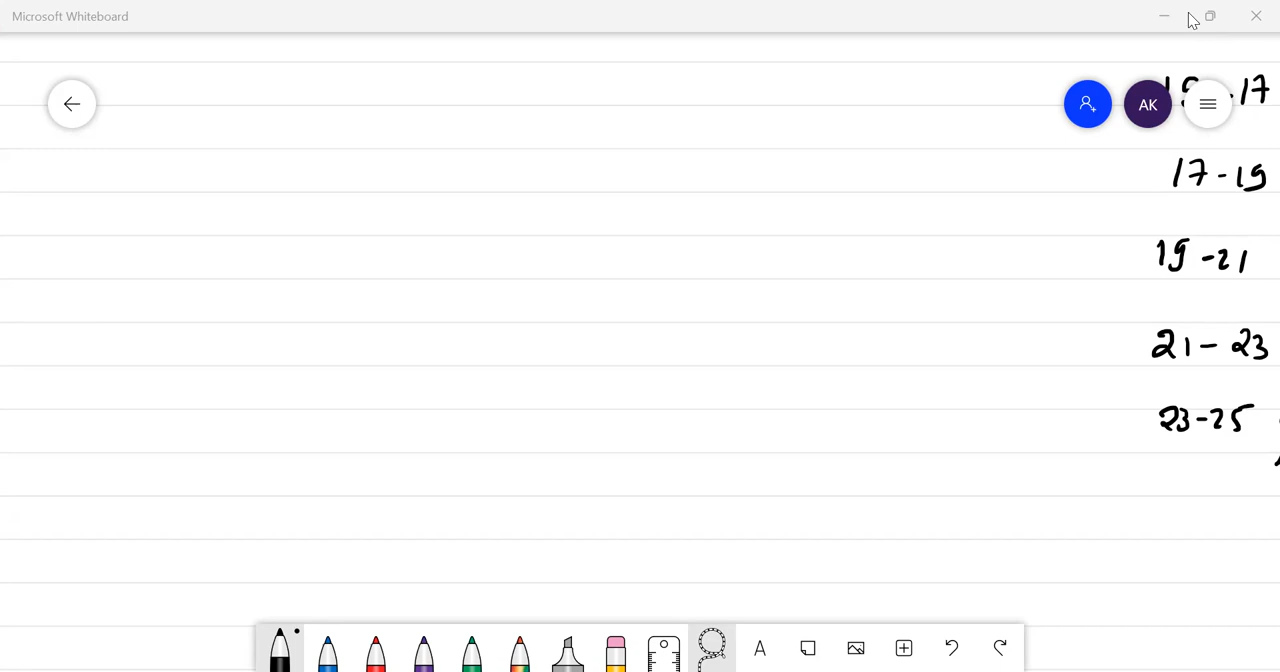 Microsoft Whiteboard
AK
17
17 - 19
19 - 21
21 - 23
23 - 25
A